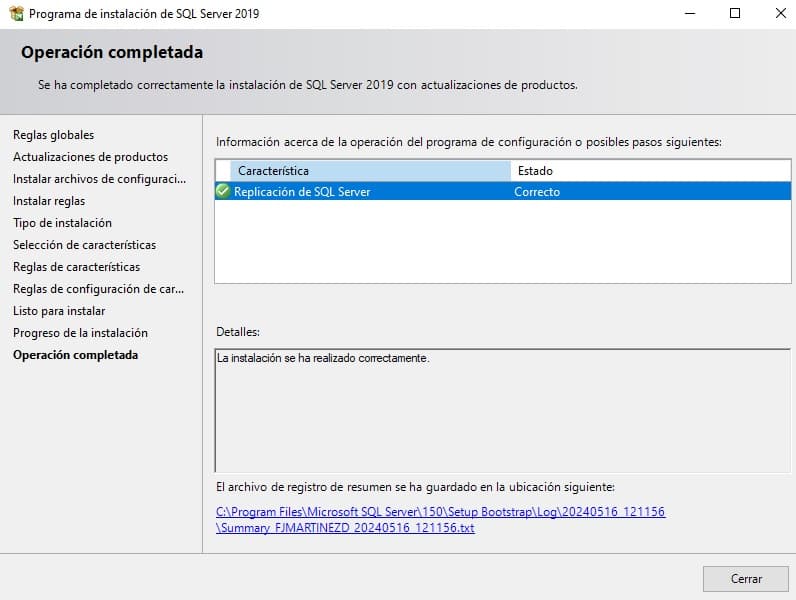 Programa de instalación de SQL Server 2019
Operación completada
Se ha completado correctamente la instalación de SQL Server 2019 con actualizaciones de productos.
Reglas globales
Actualizaciones de productos
Instalar archivos de configuraci...
Instalar reglas
Tipo de instalación
Selección de características
Reglas de características
Reglas de configuración de car...
Listo para instalar
Progreso de la instalación
Operación completada
Información acerca de la operación del programa de configuración o posibles pasos siguientes:
Característica Estado
Replicación de SQL Server Correcto
Detalles:
La instalación se ha realizado correctamente.
El archivo de registro de resumen se ha guardado en la ubicación siguiente:
C:\Program Files\Microsoft SQL Server\150\Setup Bootstrap\Log\20240516_121156
\Summary_FJMARTINEZD_20240516_121156.txt
Cerrar